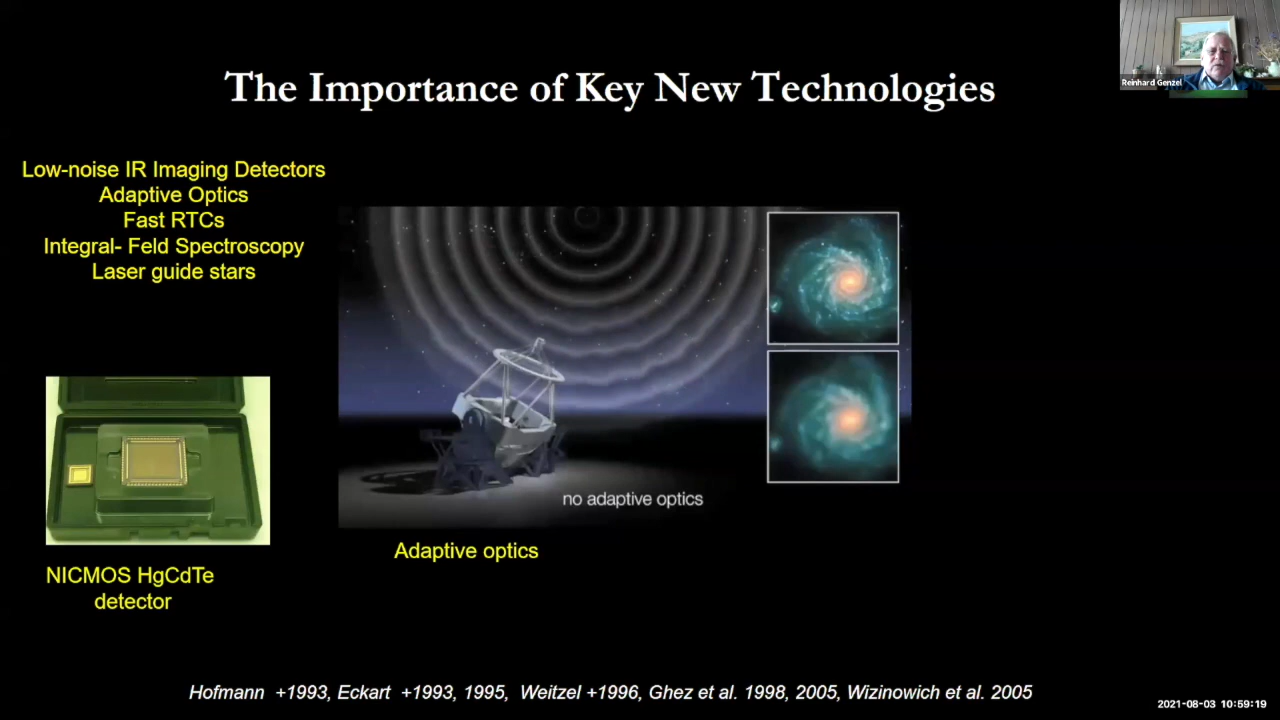 The Importance of Key New Technologies
Reinhard Genzel
Low-noise IR Imaging Detectors
Adaptive Optics
Fast RTCs
Integral- Feld Spectroscopy
Laser guide stars
no adaptive optics
Adaptive optics
NICMOS HgCdTe
detector
Hofmann +1993, Eckart +1993, 1995, Weitzel +1996, Ghez et al. 1998, 2005, Wizinowich et al. 2005
2021-08-03 10:59:19